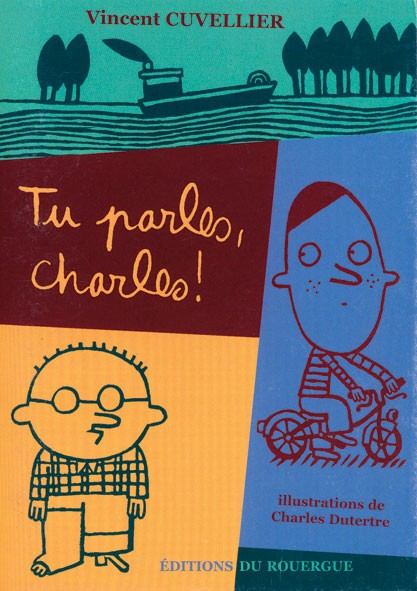 Vincent CUVELLIER
Tu parles,
charles!
illustrations de
Charles Dutertre
ÉDITIONS DU ROUERGUE